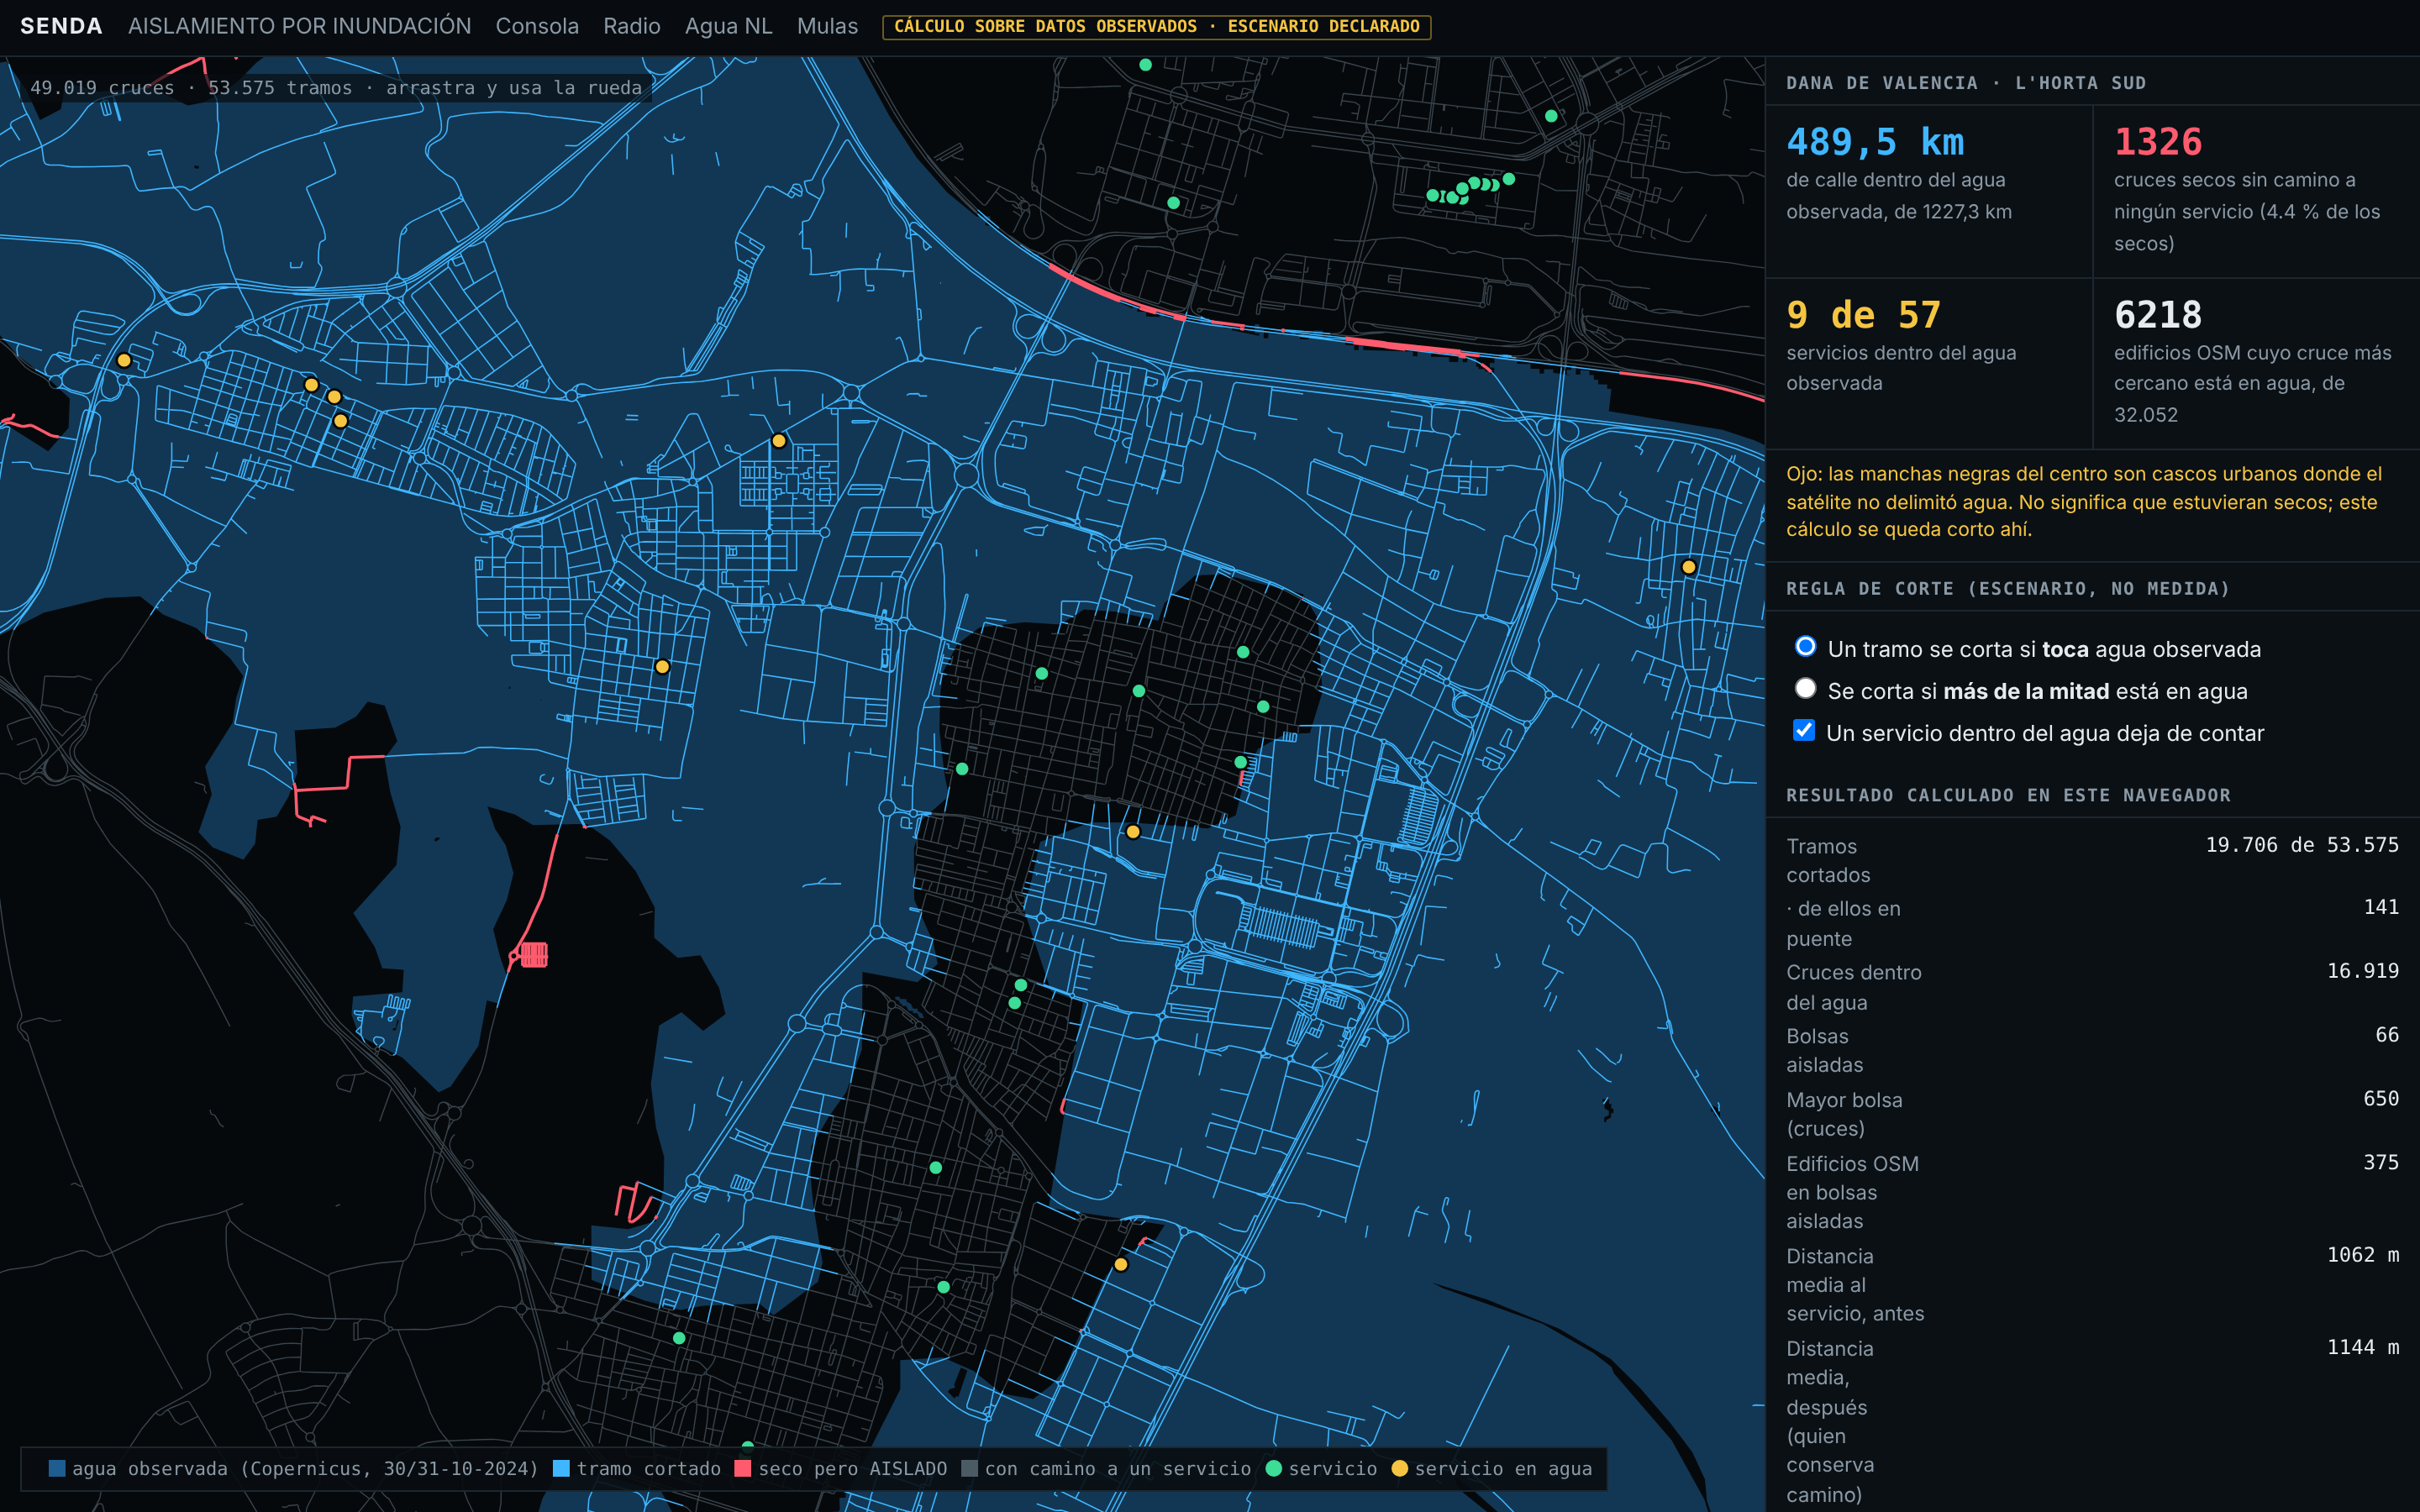 SENDA AISLAMIENTO POR INUNDACIÓN Consola Radio Agua NL Mulas CÁLCULO SOBRE DATOS OBSERVADOS · ESCENARIO DECLARADO
49.019 cruces · 53.575 tramos · arrastra y usa la rueda
DANA DE VALENCIA · L'HORTA SUD
489,5 km
de calle dentro del agua
observada, de 1227,3 km
1326
cruces secos sin camino a
ningún servicio (4.4 % de los
secos)
9 de 57
servicios dentro del agua
observada
6218
edificios OSM cuyo cruce más
cercano está en agua, de
32.052
Ojo: las manchas negras del centro son cascos urbanos donde el
satélite no delimitó agua. No significa que estuvieran secos; este
cálculo se queda corto ahí.
REGLA DE CORTE (ESCENARIO, NO MEDIDA)
Un tramo se corta si toca agua observada
Se corta si más de la mitad está en agua
Un servicio dentro del agua deja de contar
RESULTADO CALCULADO EN ESTE NAVEGADOR
Tramos 19.706 de 53.575
cortados
· de ellos en 141
puente
Cruces dentro 16.919
del agua
Bolsas 66
aisladas
Mayor bolsa 650
(cruces)
Edificios OSM 375
en bolsas
aisladas
Distancia 1062 m
media al
servicio, antes
Distancia 1144 m
media,
después
(quien
conserva
camino)
agua observada (Copernicus, 30/31-10-2024) tramo cortado seco pero AISLADO con camino a un servicio servicio servicio en agua